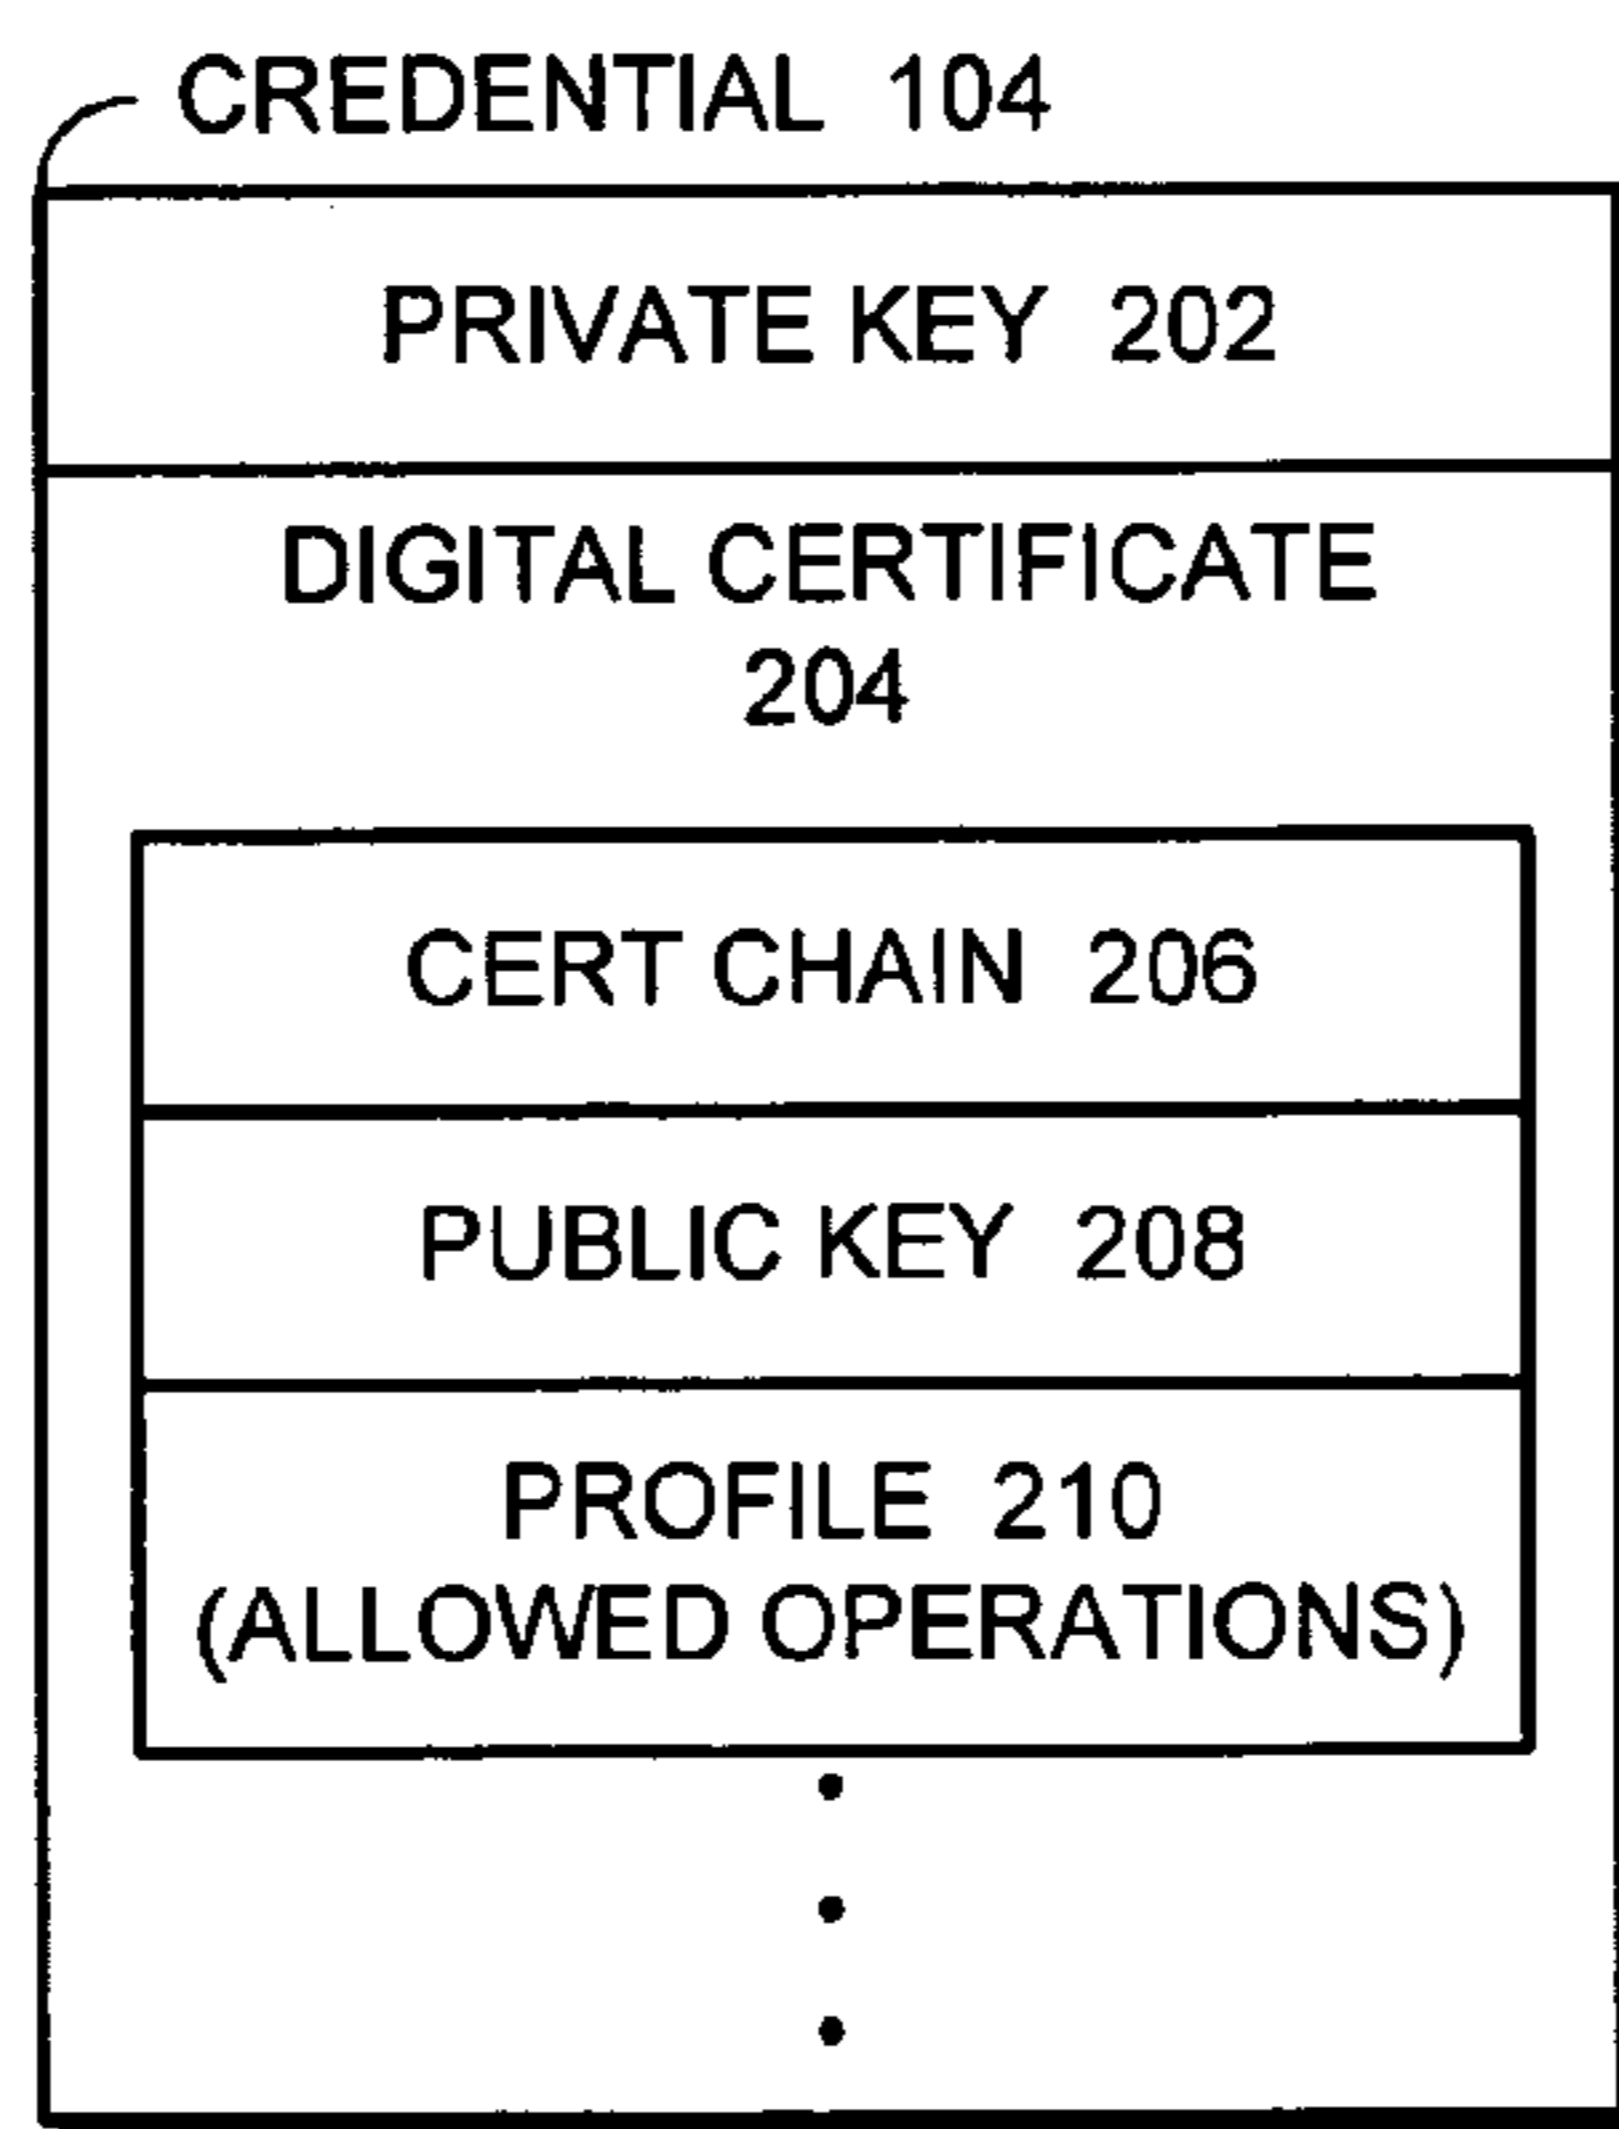 CREDENTIAL 104
PRIVATE KEY 202
DIGITAL CERTIFICATE
204
CERT CHAIN 206
PUBLIC KEY 208
PROFILE 210
(ALLOWED OPERATIONS)